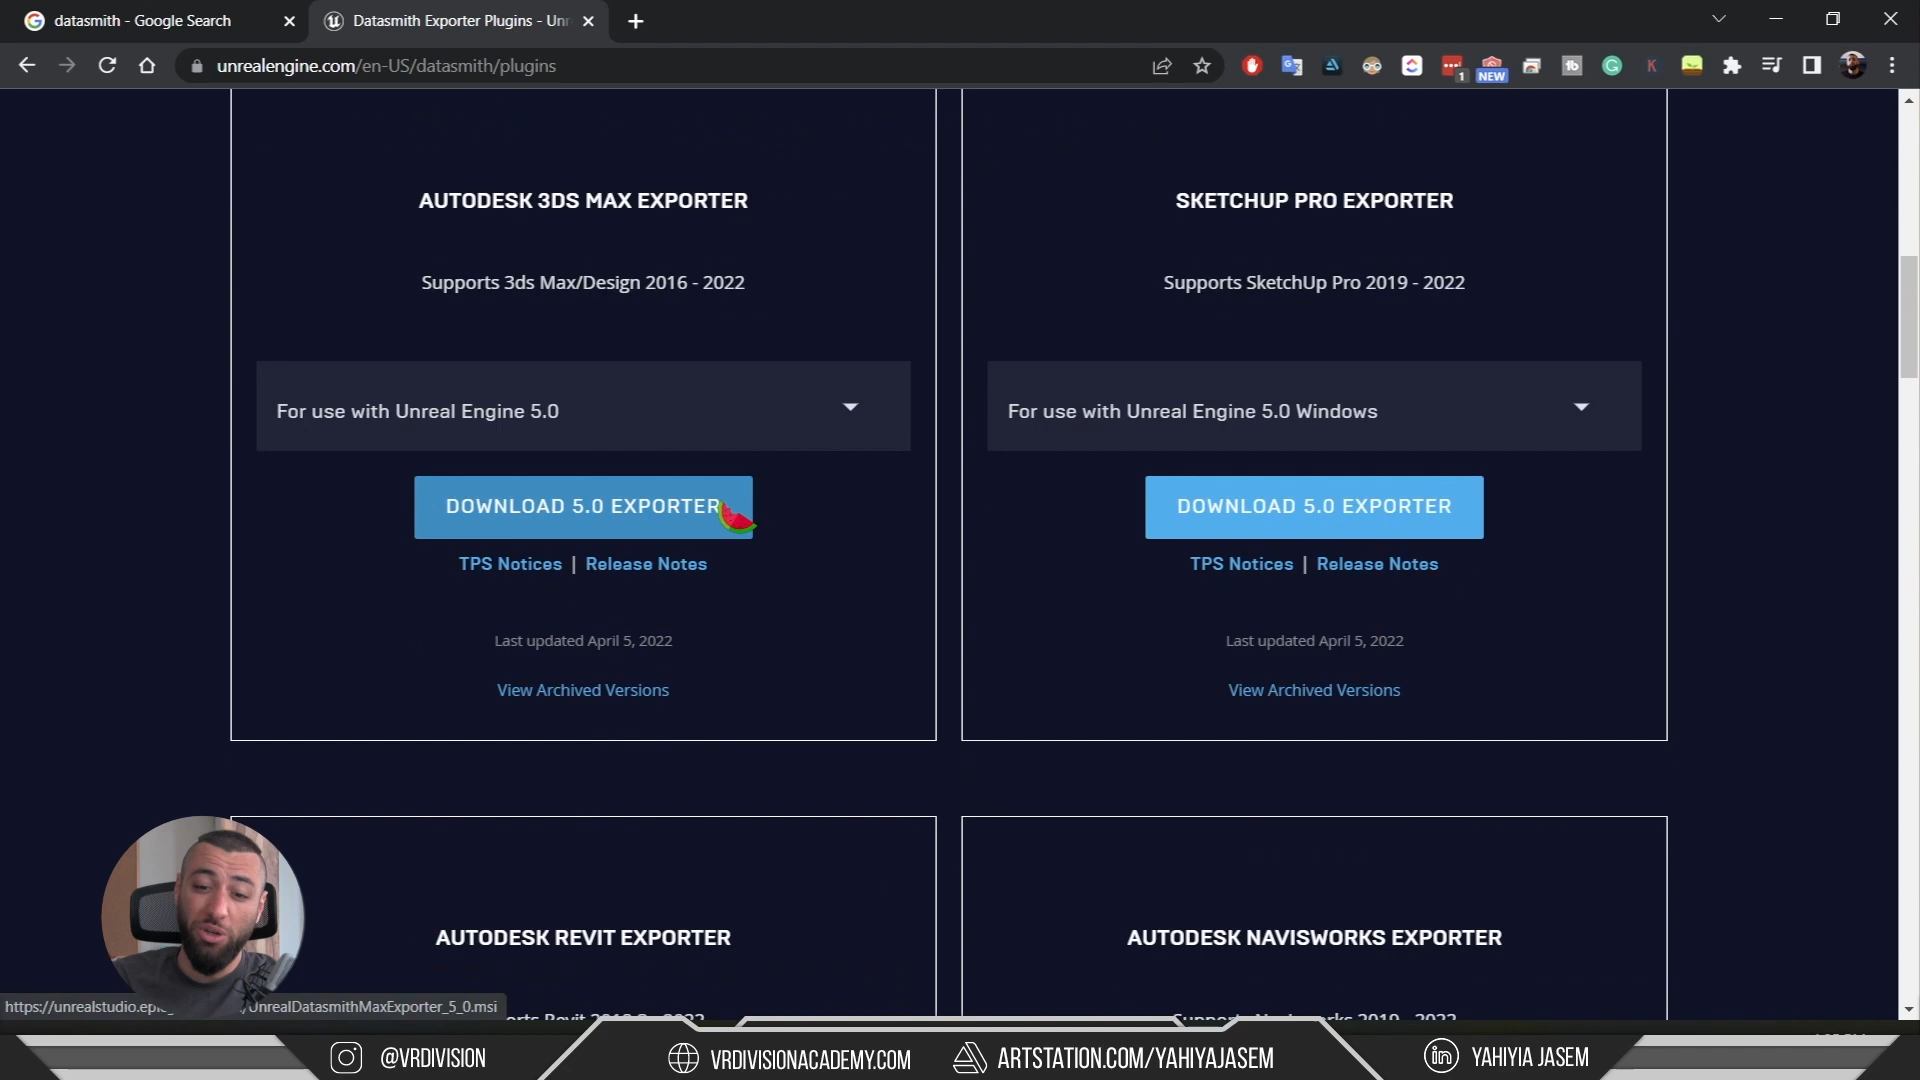 datasmith - Google Search
Datasmith Exporter Plugins - Unr
unrealengine.com/en-US/datasmith/plugins
1
NEW
AUTODESK 3DS MAX EXPORTER
Supports 3ds Max/Design 2016 - 2022
For use with Unreal Engine 5.0
DOWNLOAD 5.0 EXPORTER
TPS Notices | Release Notes
Last updated April 5, 2022
View Archived Versions
SKETCHUP PRO EXPORTER
Supports SketchUp Pro 2019 - 2022
For use with Unreal Engine 5.0 Windows
DOWNLOAD 5.0 EXPORTER
TPS Notices | Release Notes
Last updated April 5, 2022
View Archived Versions
AUTODESK REVIT EXPORTER
AUTODESK NAVISWORKS EXPORTER
https://unrealstudio.epi
UnrealDatasmithMaxExporter_5_0.msi
@VRDIVISION
VRDIVISIONACADEMY.COM
ARTSTATION.COM/YAHIYAJASEM
in
YAHIYIA JASEM